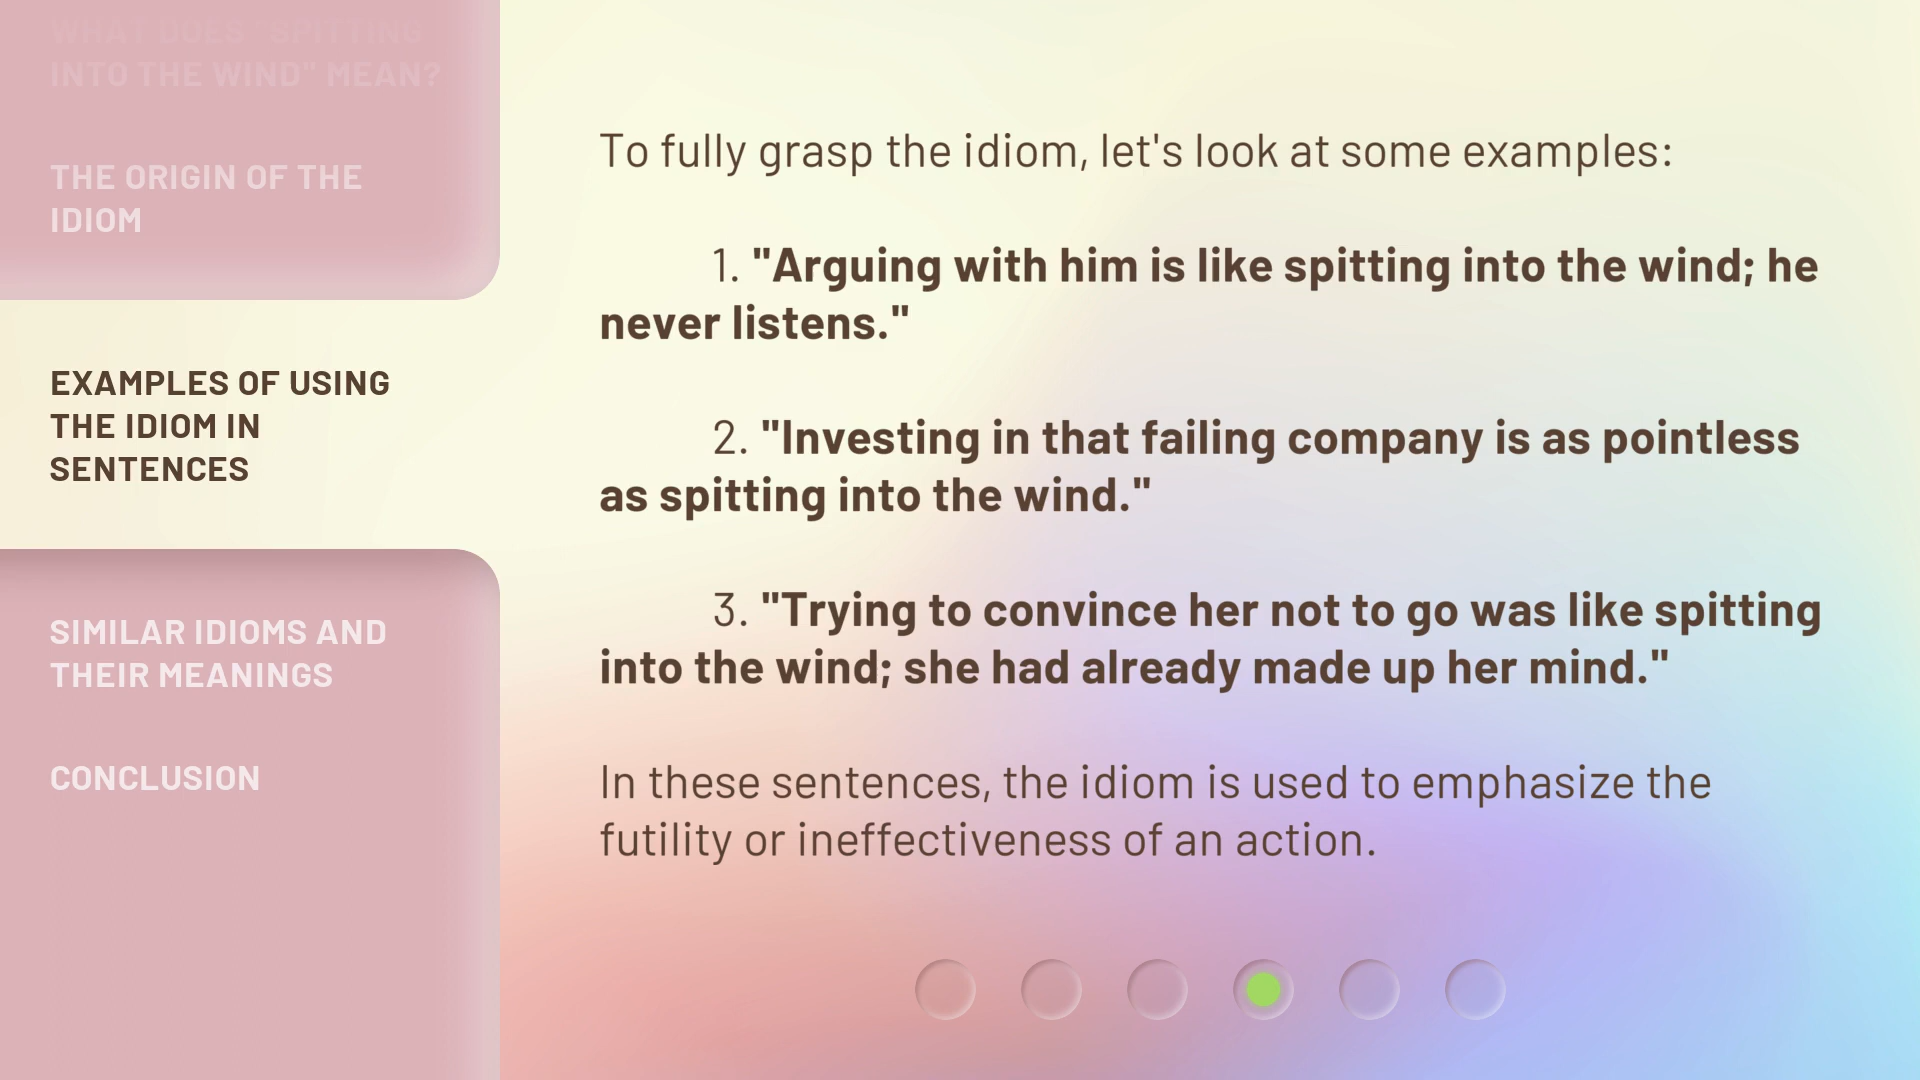 WHAT DOES "SPITTING
INTO THE WIND" MEAN?
THE ORIGIN OF THE
IDIOM
EXAMPLES OF USING
THE IDIOM IN
SENTENCES
SIMILAR IDIOMS AND
THEIR MEANINGS
CONCLUSION
To fully grasp the idiom, let's look at some examples:
1. "Arguing with him is like spitting into the wind; he
never listens."
2. "Investing in that failing company is as pointless
as spitting into the wind."
3. "Trying to convince her not to go was like spitting
into the wind; she had already made up her mind."
In these sentences, the idiom is used to emphasize the
futility or ineffectiveness of an action.